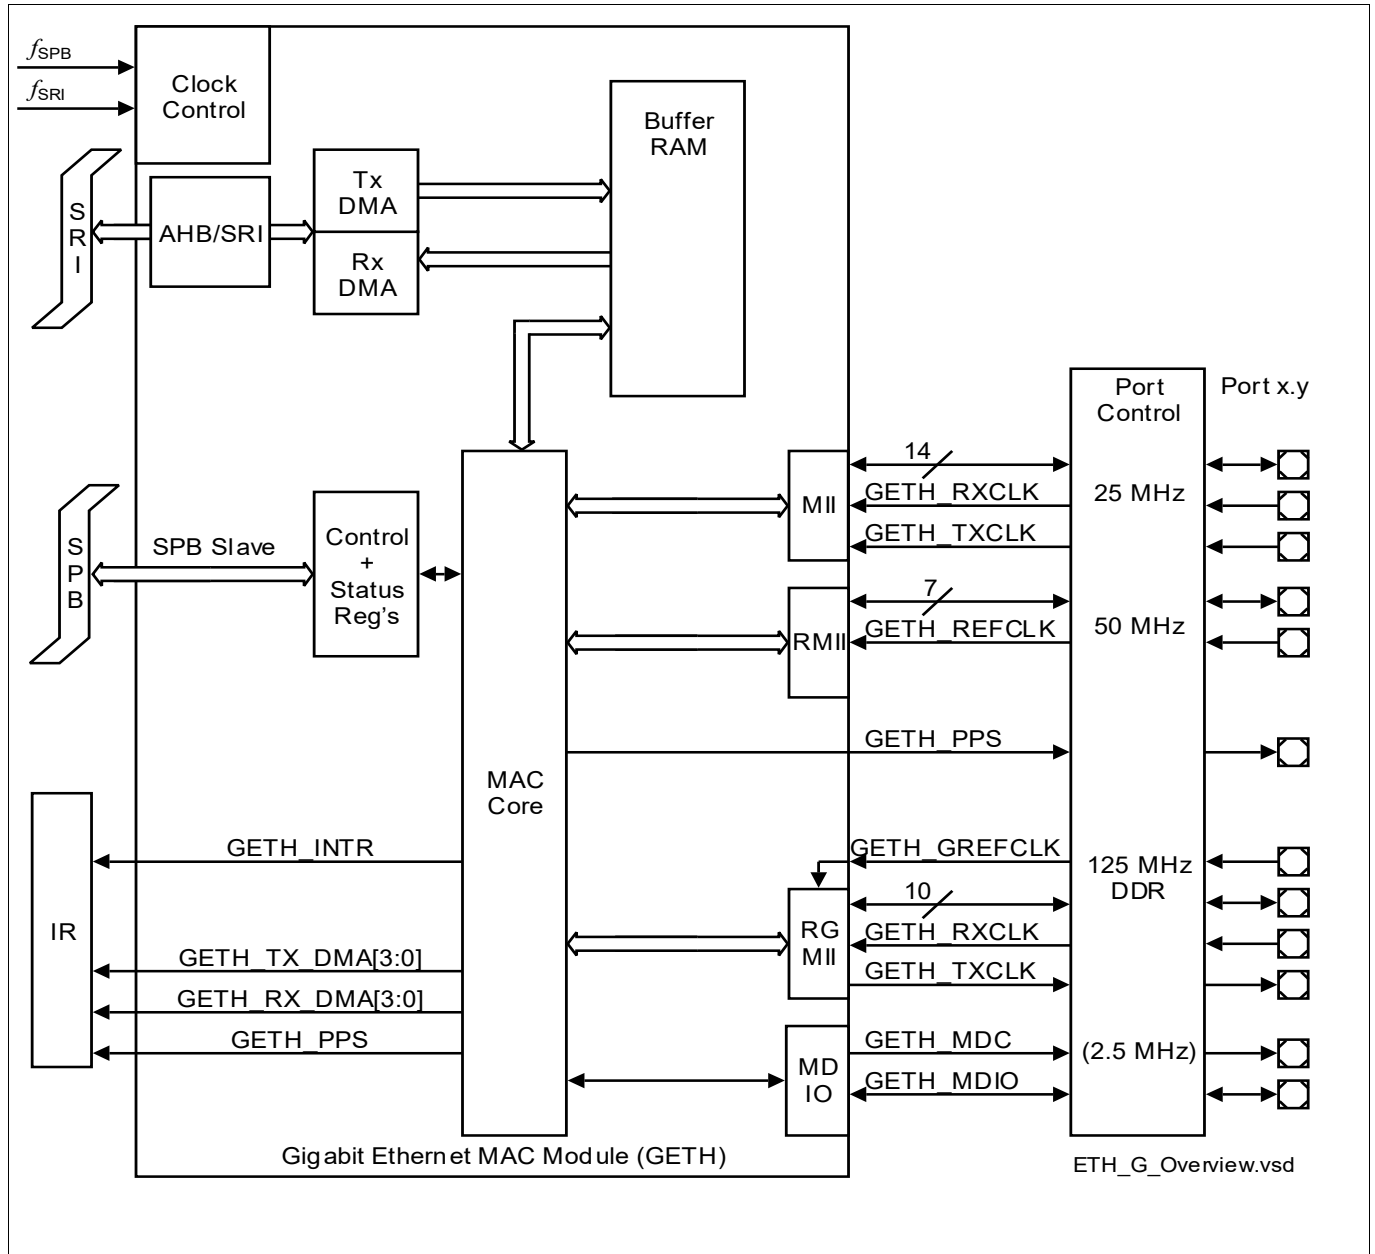 fSPB
fSRI
Clock
Control
Buffer
RAM
Tx
DMA
S
R
I
AHB/SRI
Rx
DMA
Port
Control
Port x.y
14
GETH_RXCLK
25 MHz
MII
GETH_TXCLK
S
P
B
SPB Slave
Control
+
Status
Reg's
7
GETH_REFCLK
50 MHz
RMII
GETH_PPS
MAC
Core
GETH_INTR
GETH_GREFCLK
125 MHz
DDR
10
IR
RG
MII
GETH_RXCLK
GETH_TX_DMA[3:0]
GETH_TXCLK
GETH_RX_DMA[3:0]
GETH_PPS
GETH_MDC
(2.5 MHz)
MD
IO
GETH_MDIO
Gigabit Ethernet MAC Module (GETH)
ETH_G_Overview.vsd